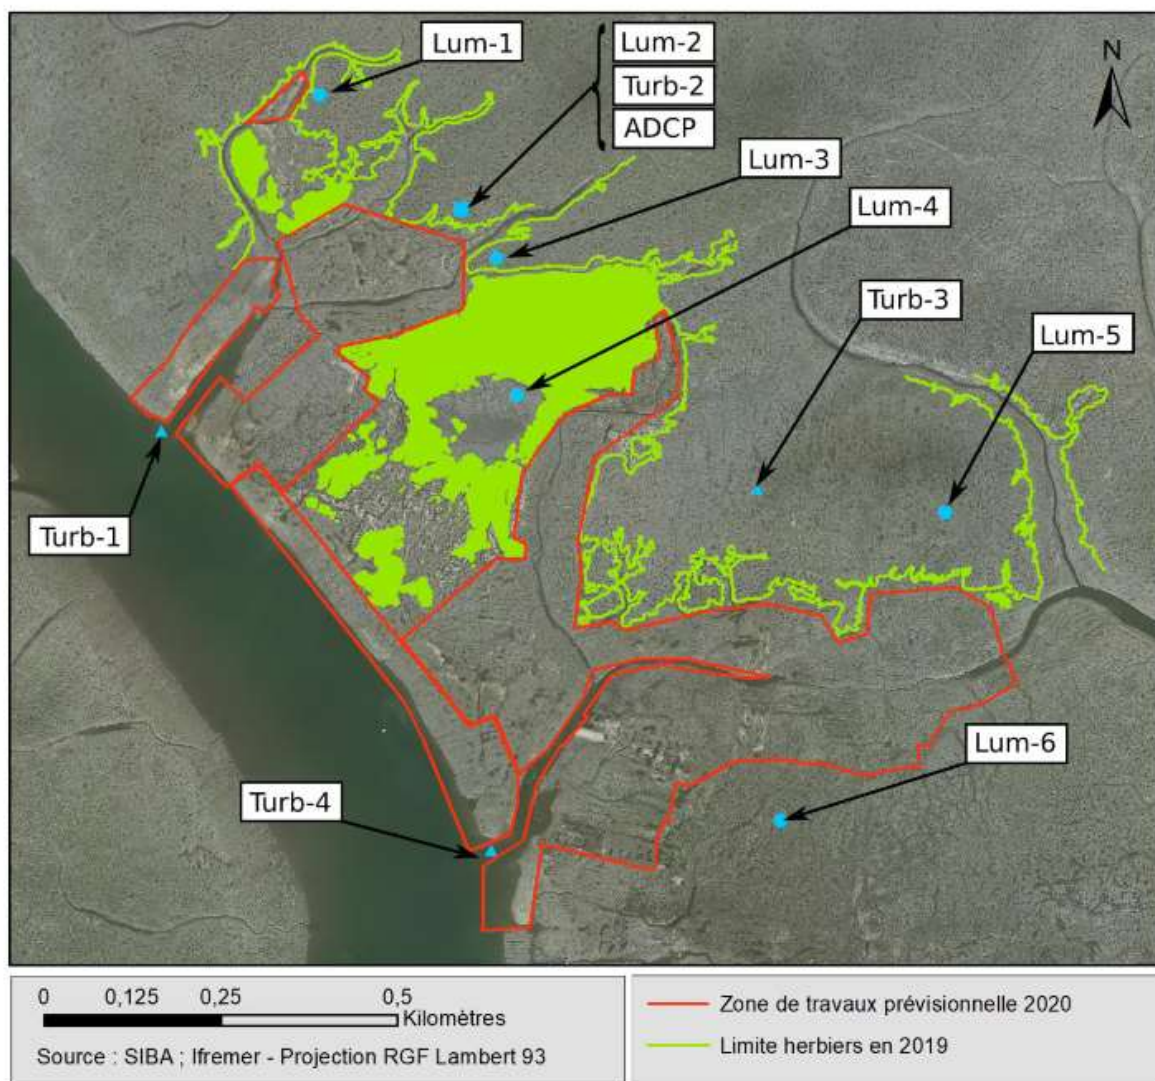 Lum-1
Lum-2
Turb-2
ADCP
N
Lum-3
Lum-4
Turb-3
Lum-5
Turb-1
Lum-6
Turb-4
0 0,125 0,25 0,5
Kilomètres
Source : SIBA ; Ifremer - Projection RGF Lambert 93
Zone de travaux prévisionnelle 2020
Limite herbiers en 2019